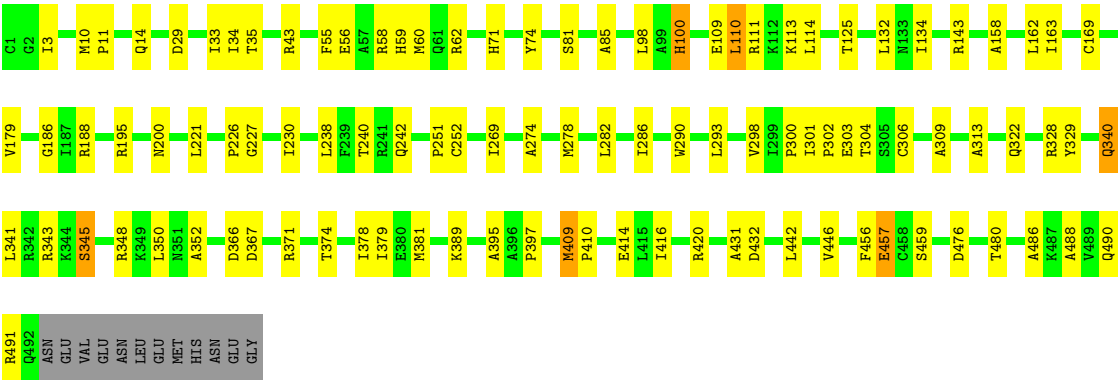 C1 G2 I3 M10 P11 Q14 D29 I33 I34 T35 R43 F55 E56 A57 R58 H59 M60 Q61 R62 H71 Y74 S81 A85 L98 A99 H100 E109 L110 R111 K112 K113 L114 T125 L132 N133 I134 R143 A158 L162 I163 C169
V179 G186 I187 R188 R195 N200 L221 P226 G227 I230 L238 F239 T240 R241 Q242 P251 C252 I269 A274 M278 L282 I286 W290 L293 V298 I299 P300 I301 P302 E303 T304 S305 C306 A309 A313 Q322 R328 Y329 Q340
L341 R342 R343 K344 S345 R348 K349 L350 N351 A352 D366 D367 R371 T374 I378 I379 E380 M381 K389 A395 A396 P397 M409 P410 E414 L415 I416 R420 A431 D432 L442 V446 F456 E457 C458 S459 D476 T480 A486 K487 A488 V489 Q490
R491 Q492 ASN GLU VAL GLU ASN LEU GLU MET HIS ASN GLU GLY